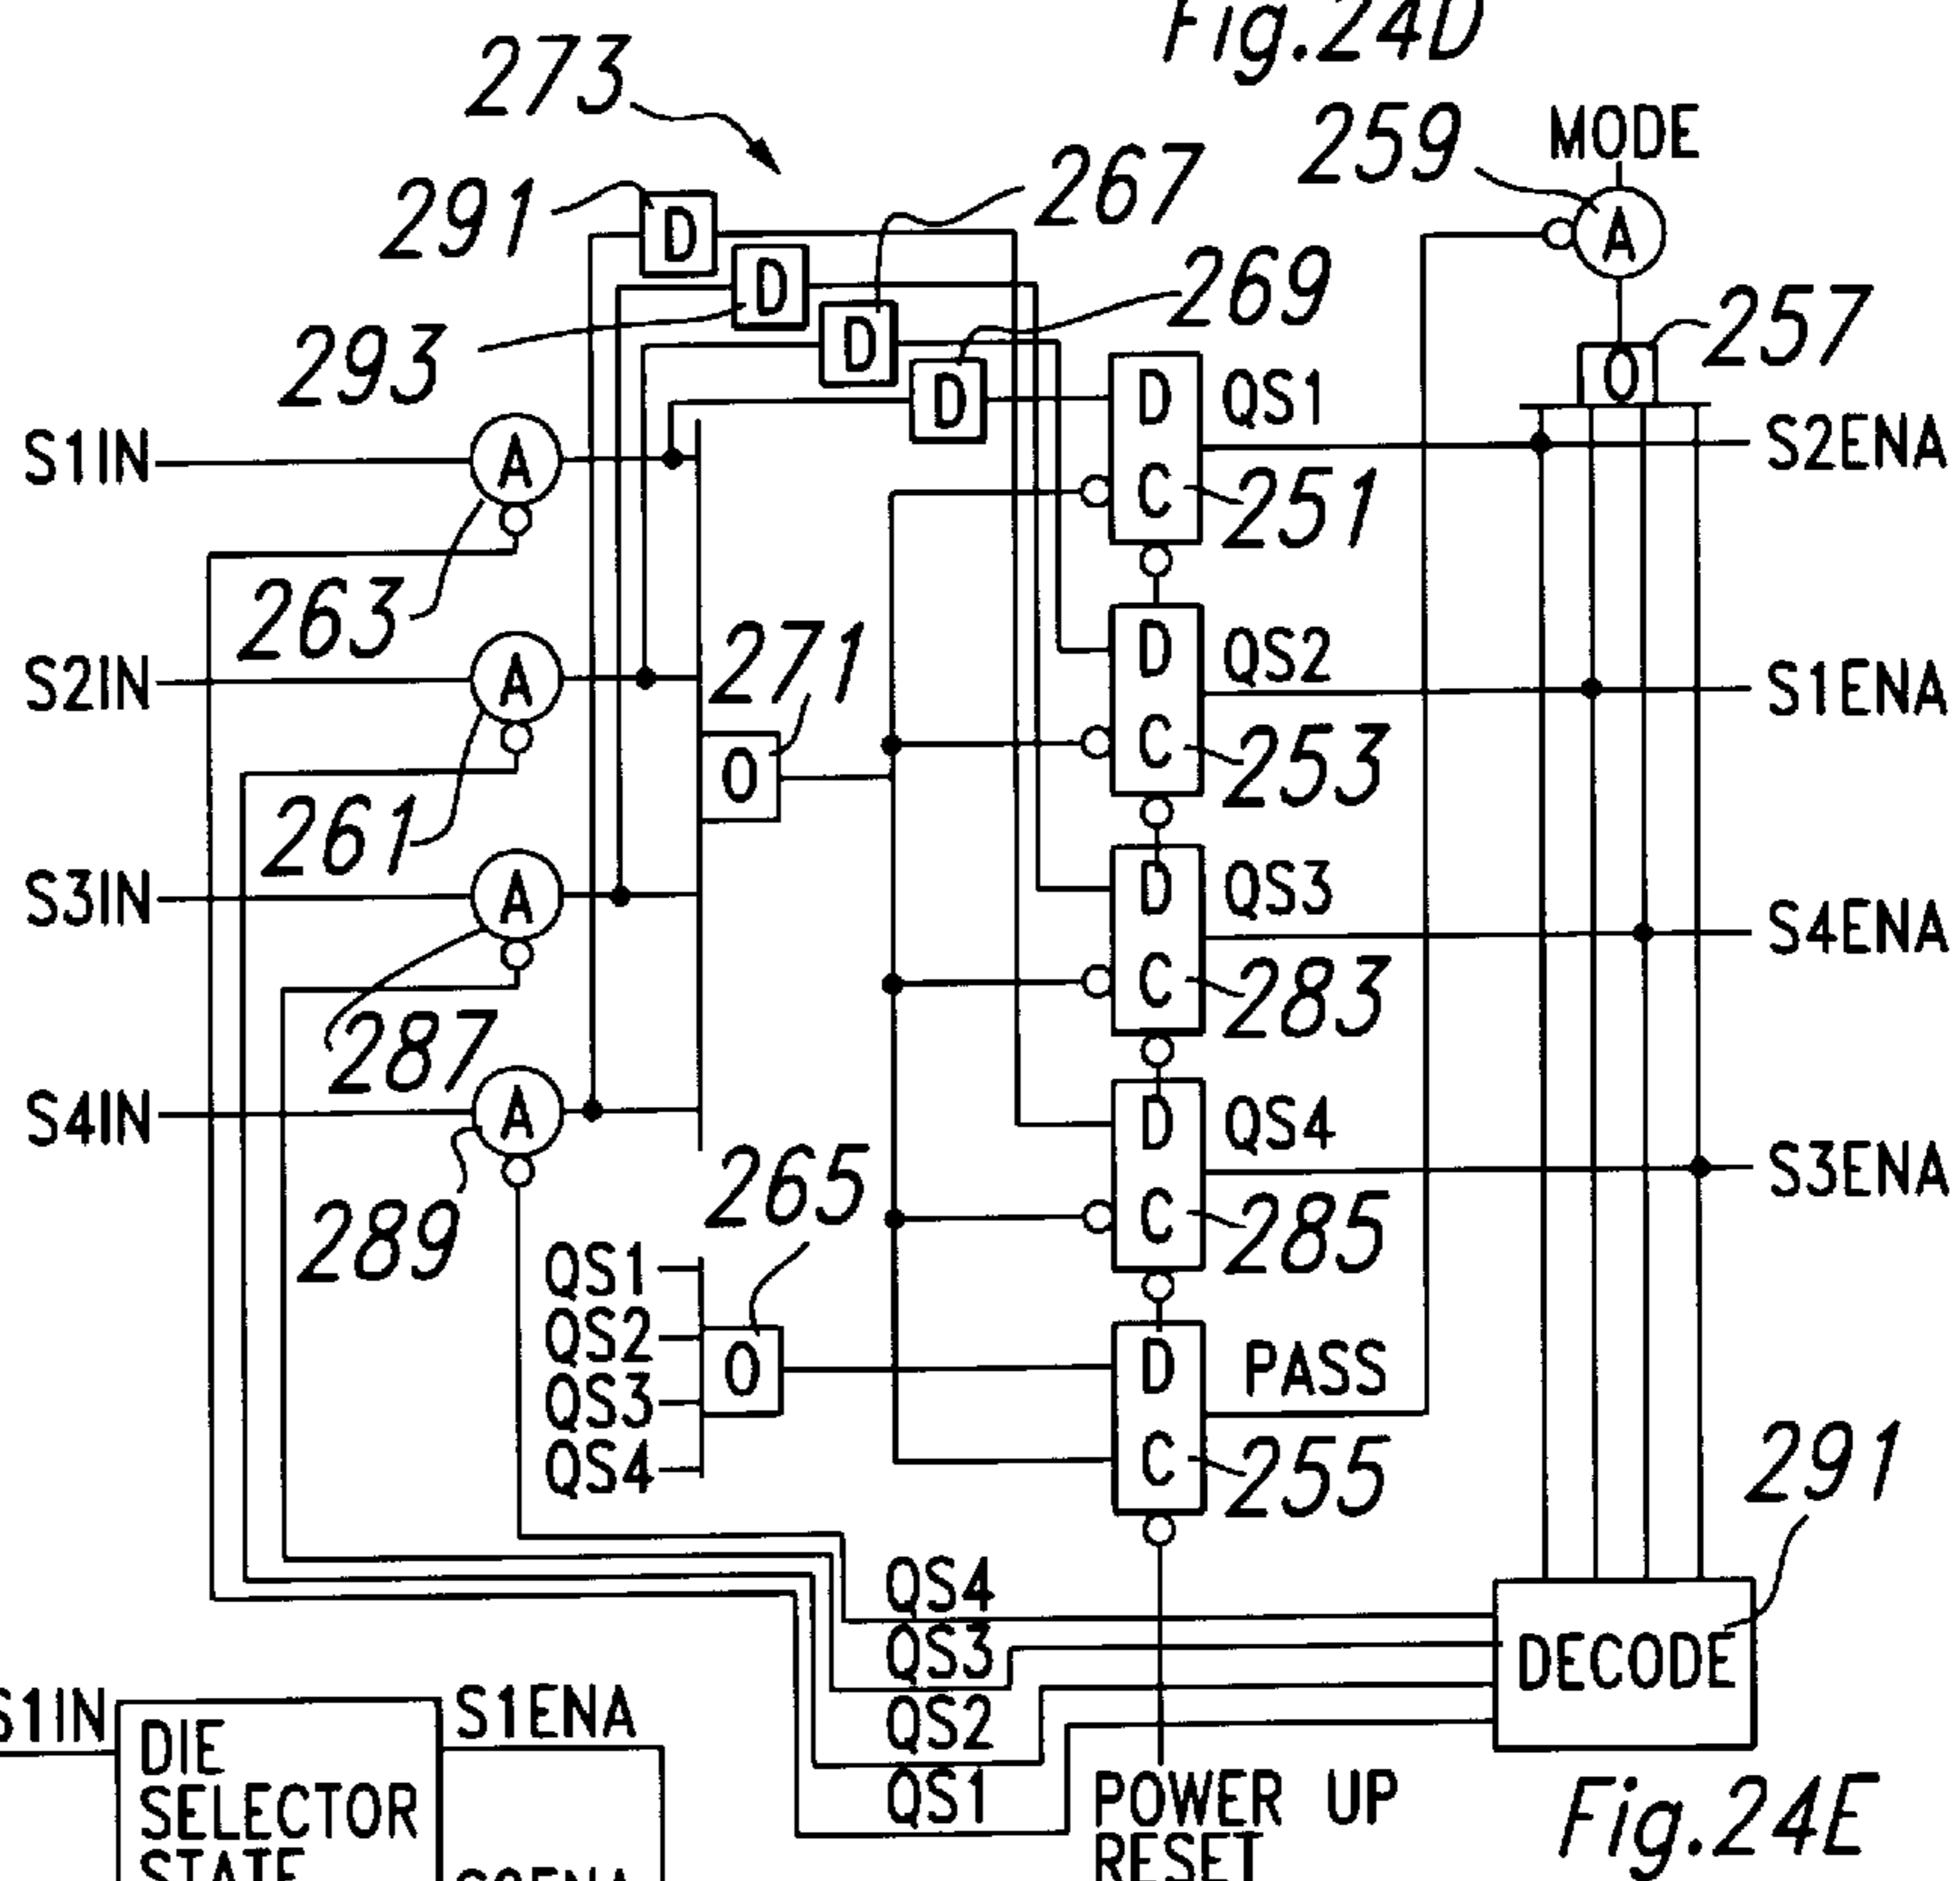 Fig.24D
273
259
MODE
291
D
267
A
D
269
257
293
D
O
D
D
QS1
S2ENA
S1IN
A
C
251
263
D
QS2
S1ENA
S2IN
A
271
O
C
253
261
D
QS3
S4ENA
S3IN
A
C
283
287
D
QS4
S3ENA
S4IN
A
C
285
289
265
QS1
QS2
QS3
QS4
O
D
PASS
C
255
291
QS4
QS3
QS2
QS1
DECODE
POWER UP
RESET
Fig.24E
S1IN
DIE
SELECTOR
STATE
S1ENA